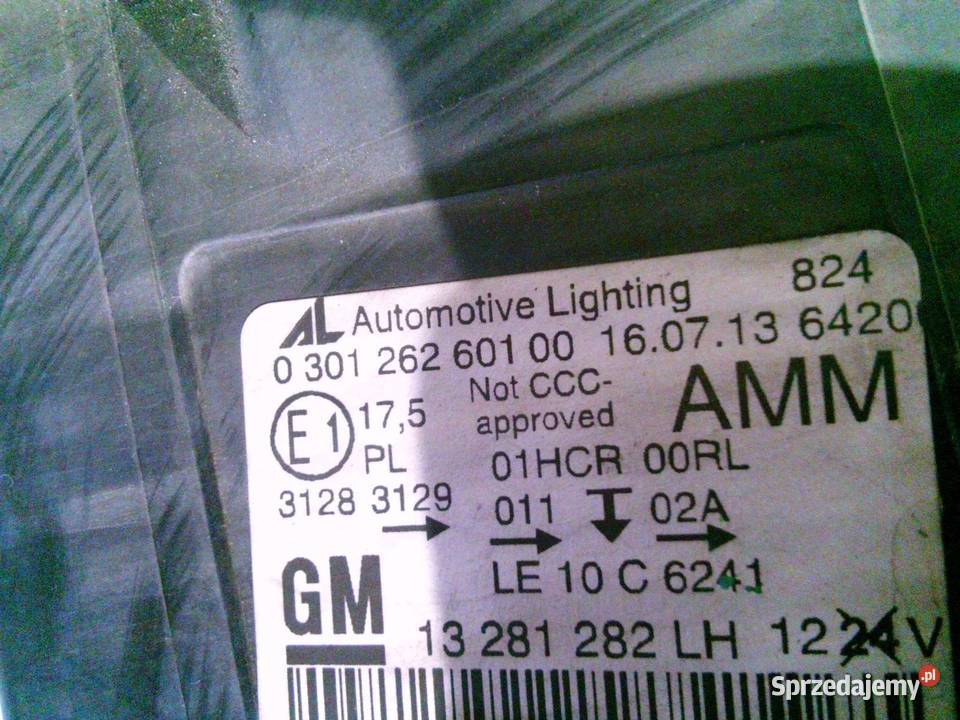 824
AL Automotive Lighting
0 301 262 601 00 16.07.13 6420
Not CCC-
approved
AMM
E1 17,5
PL
01HCR 00RL
3128 3129
011 02A
LE 10 C 6241
GM
13 281 282 LH 12 24 V
Sprzedajemy.pl